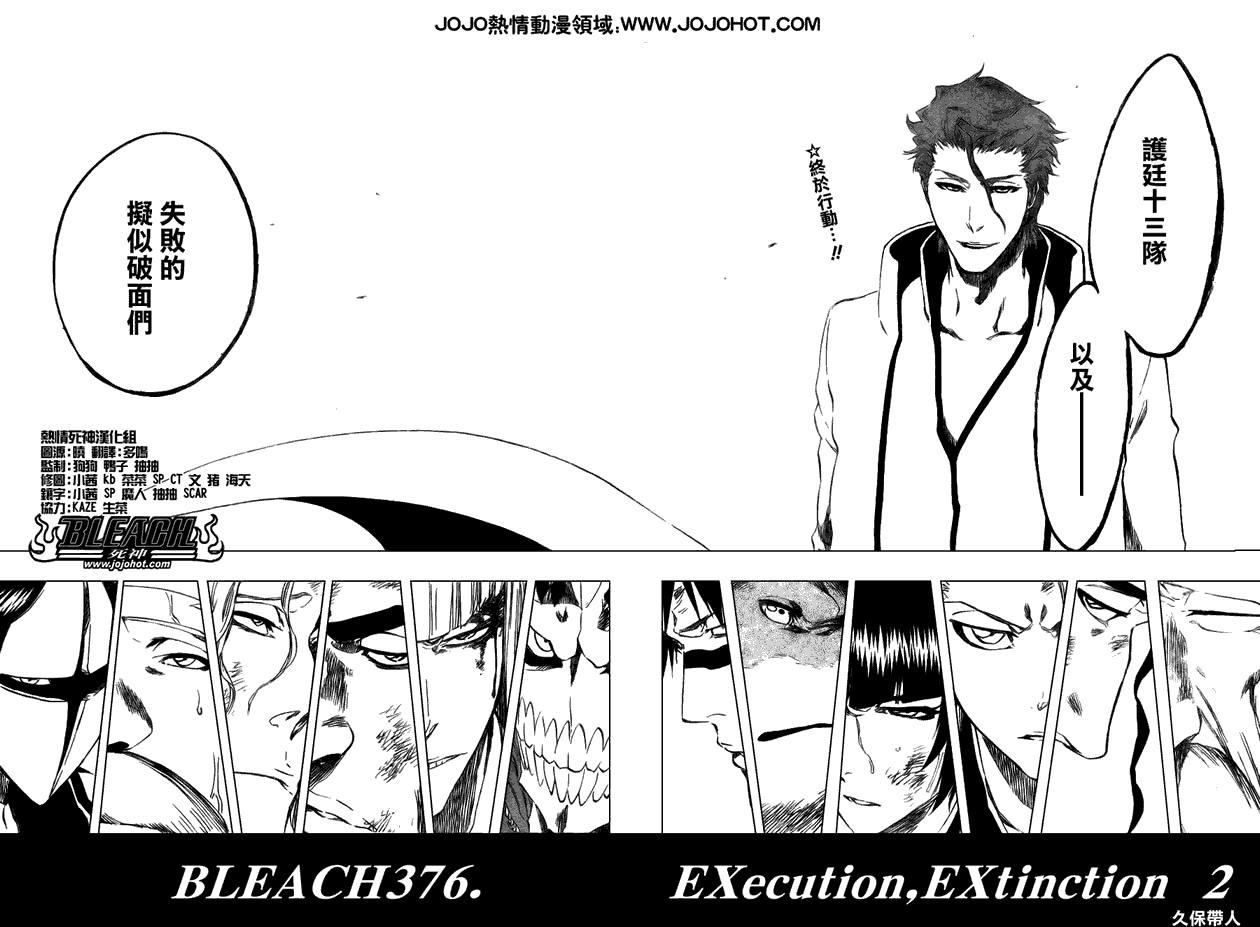 JOJO熱情動漫領域:WWW.JOJOHOT.COM
護廷十三隊
以及——
☆終於行動…!!
失敗的
擬似破面們
熱情死神漢化組
圖源:曉 翻譯:多鳴
監制:狗狗 鴨子 抽抽
修圖:小茜 kb 菜菜 SP CT 文 猪 海天
鑲字:小茜 SP 魔人 抽抽 SCAR
協力:KAZE 生菜
BLEACH
死神
www.jojohot.com
BLEACH376.
EXecution,EXtinction 2
久保帶人